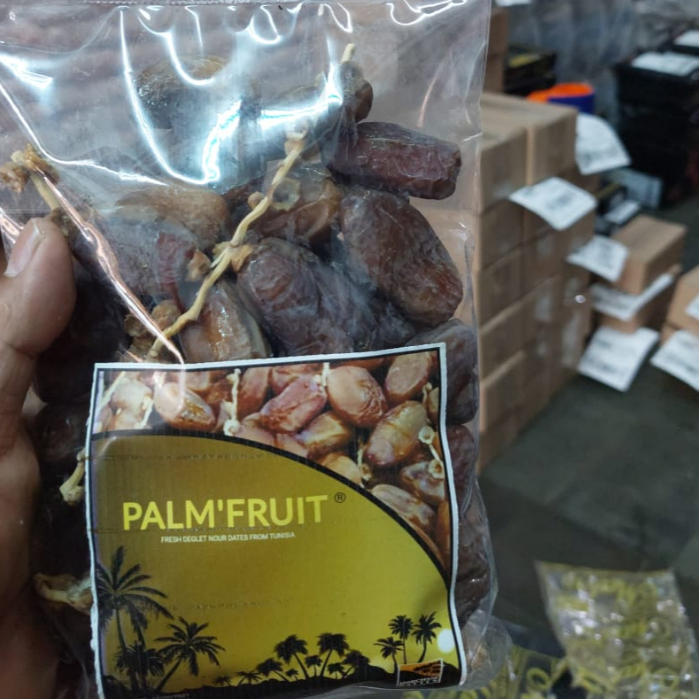 PALM'FRUIT ®
FRESH DEGLET NOUR DATES FROM TUNISIA